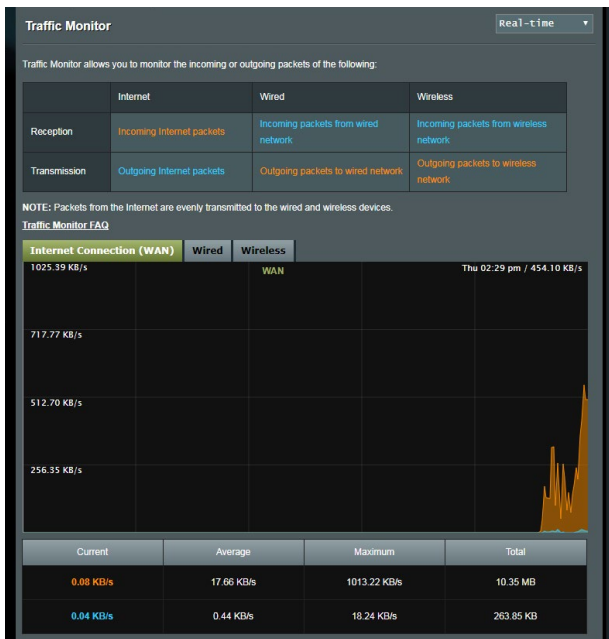 Traffic Monitor
Real-time
Traffic Monitor allows you to monitor the incoming or outgoing packets of the following:
Internet Wired Wireless
Reception Incoming Internet packets Incoming packets from wired network Incoming packets from wireless network
Transmission Outgoing Internet packets Outgoing packets to wired network Outgoing packets to wireless network
NOTE: Packets from the Internet are evenly transmitted to the wired and wireless devices.
Traffic Monitor FAQ
Internet Connection (WAN) Wired Wireless
1025.39 KB/s WAN Thu 02:29 pm / 454.10 KB/s
717.77 KB/s
512.70 KB/s
256.35 KB/s
Current Average Maximum Total
0.08 KB/s 17.66 KB/s 1013.22 KB/s 10.35 MB
0.04 KB/s 0.44 KB/s 18.24 KB/s 263.85 KB